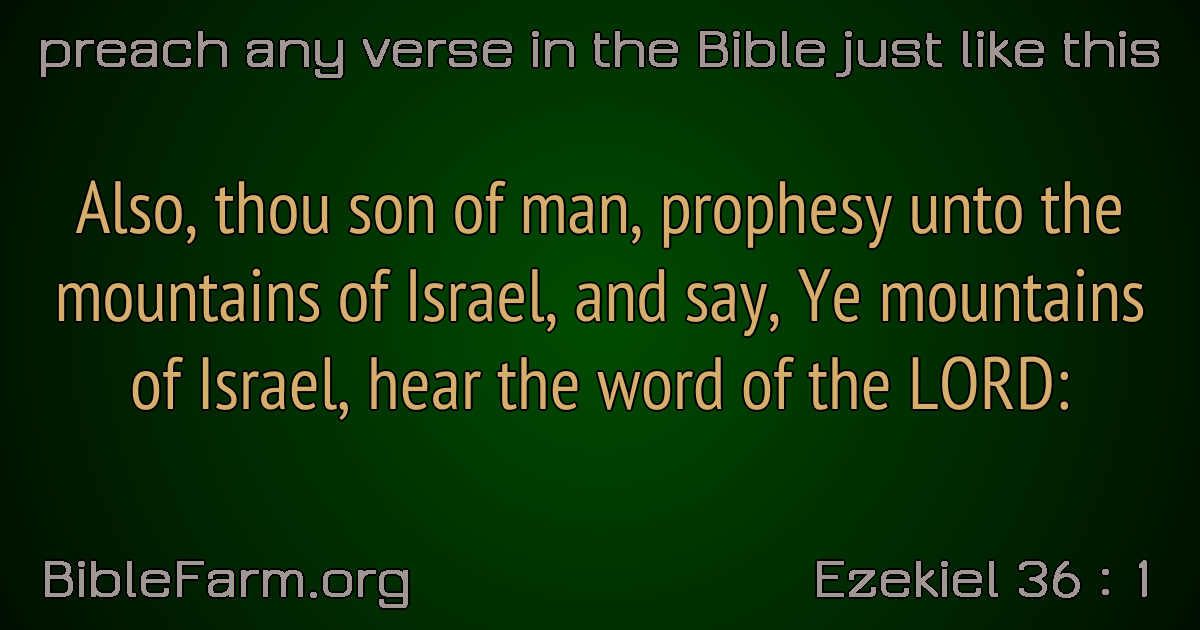 preach any verse in the Bible just like this
Also, thou son of man, prophesy unto the
mountains of Israel, and say, Ye mountains
of Israel, hear the word of the LORD:
BibleFarm.org
Ezekiel 36 : 1